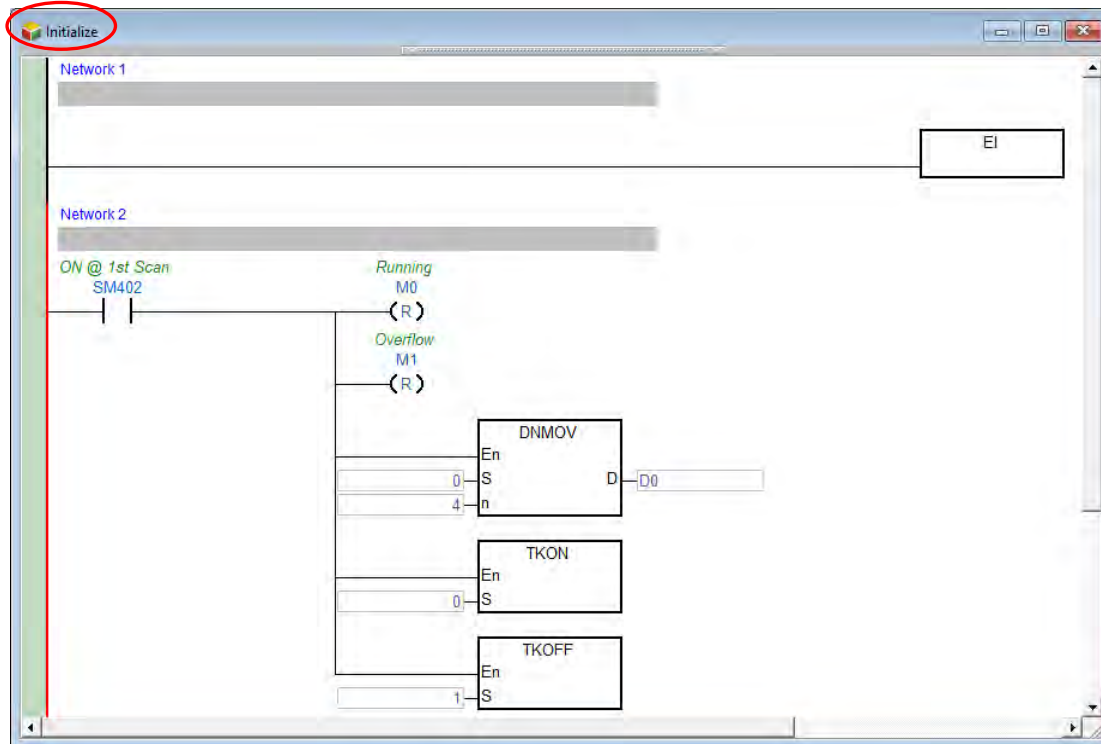 Initialize
Network 1
EI
Network 2
ON @ 1st Scan
SM402
Running
M0
R
Overflow
M1
R
DNMOV
En
0 S D D0
4 n
TKON
En
0 S
TKOFF
En
1 S